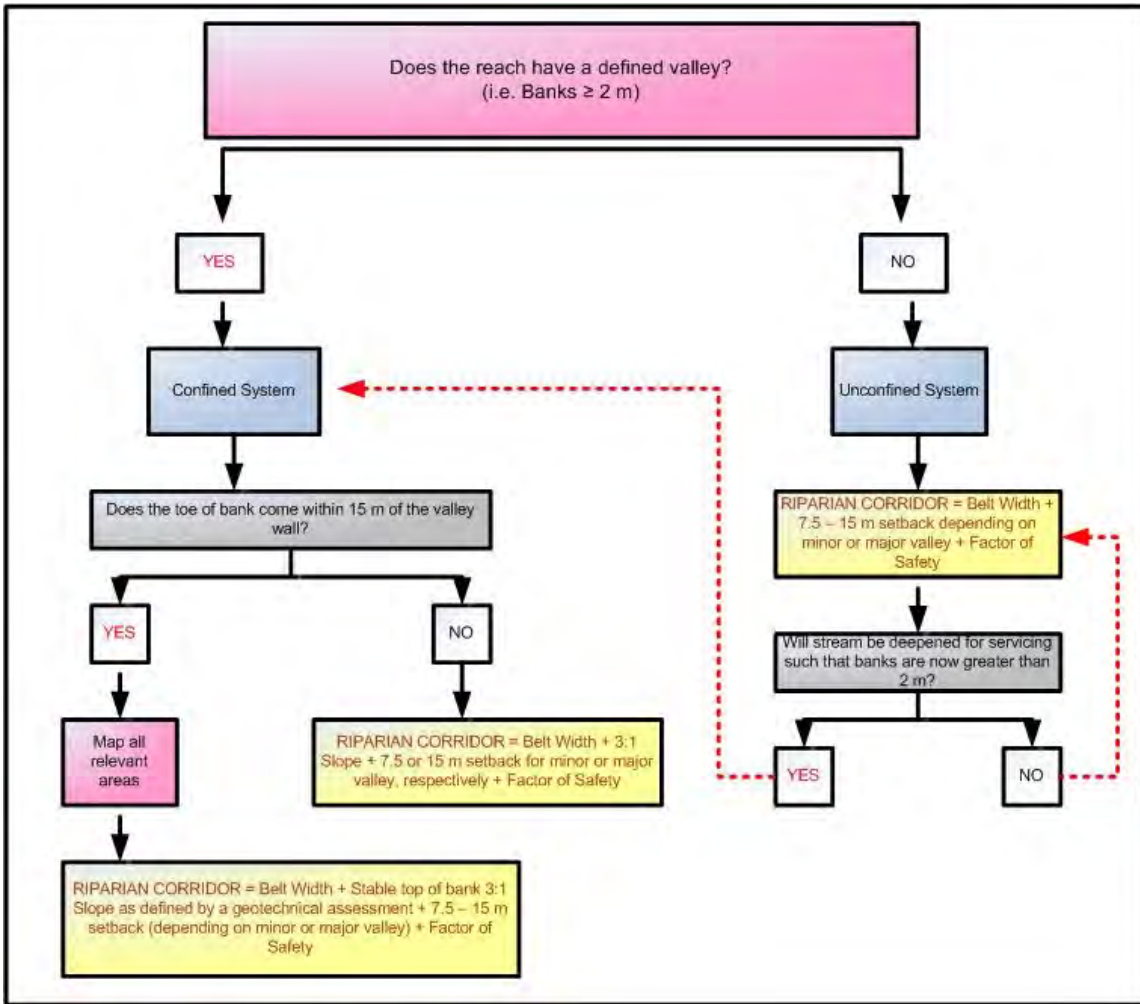 Does the reach have a defined valley?
(i.e. Banks ≥ 2 m)
YES
NO
Confined System
Unconfined System
Does the toe of bank come within 15 m of the valley
wall?
RIPARIAN CORRIDOR = Belt Width +
7.5 – 15 m setback depending on
minor or major valley + Factor of
Safety
YES
NO
Will stream be deepened for servicing
such that banks are now greater than
2 m?
Map all
relevant
areas
RIPARIAN CORRIDOR = Belt Width + 3:1
Slope + 7.5 or 15 m setback for minor or major
valley, respectively + Factor of Safety
YES
NO
RIPARIAN CORRIDOR = Belt Width + Stable top of bank 3:1
Slope as defined by a geotechnical assessment + 7.5 – 15 m
setback (depending on minor or major valley) + Factor of
Safety